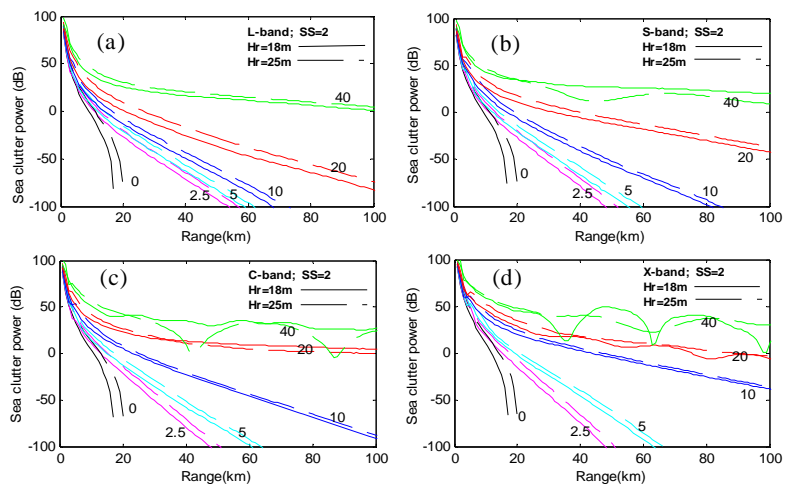 (a)
L-band; SS=2
Hr=18m
Hr=25m
100
50
0
-50
-100
Sea clutter power (dB)
40
20
10
5
2.5
0
0 20 40 60 80 100
Range(km)
(b)
S-band; SS=2
Hr=18m
Hr=25m
100
50
0
-50
-100
Sea clutter power (dB)
40
20
10
5
2.5
0
0 20 40 60 80 100
Range(km)
(c)
C-band; SS=2
Hr=18m
Hr=25m
100
50
0
-50
-100
Sea clutter power (dB)
40
20
10
5
2.5
0
0 20 40 60 80 100
Range(km)
(d)
X-band; SS=2
Hr=18m
Hr=25m
100
50
0
-50
-100
Sea clutter power (dB)
40
20
10
5
2.5
0
0 20 40 60 80 100
Range(km)